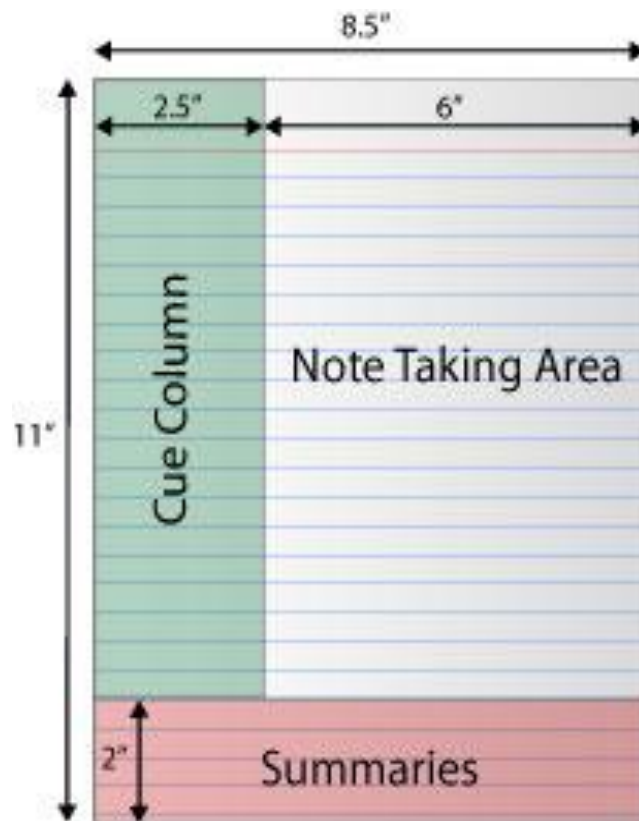 8.5"
2.5"
6"
Cue Column
Note Taking Area
11"
2"
Summaries